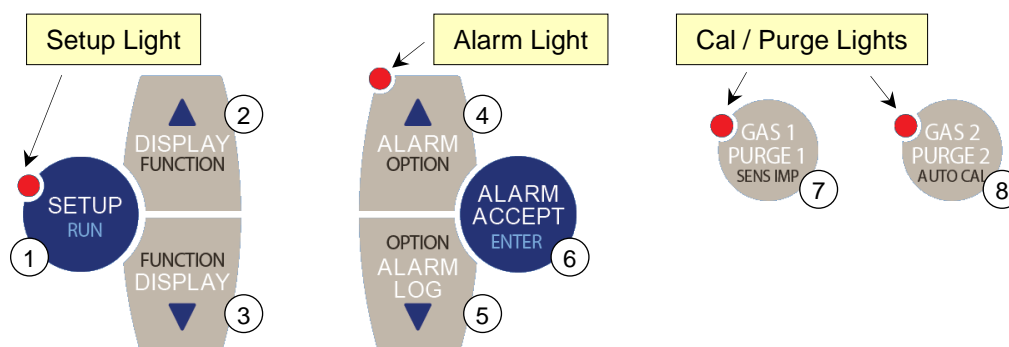 Setup Light
Alarm Light
Cal / Purge Lights
2
DISPLAY
FUNCTION
SETUP
RUN
1
FUNCTION
DISPLAY
3
4
ALARM
OPTION
ALARM
ACCEPT
ENTER
6
OPTION
ALARM
LOG
5
GAS 1
PURGE 1
SENS IMP
7
GAS 2
PURGE 2
AUTO CAL
8